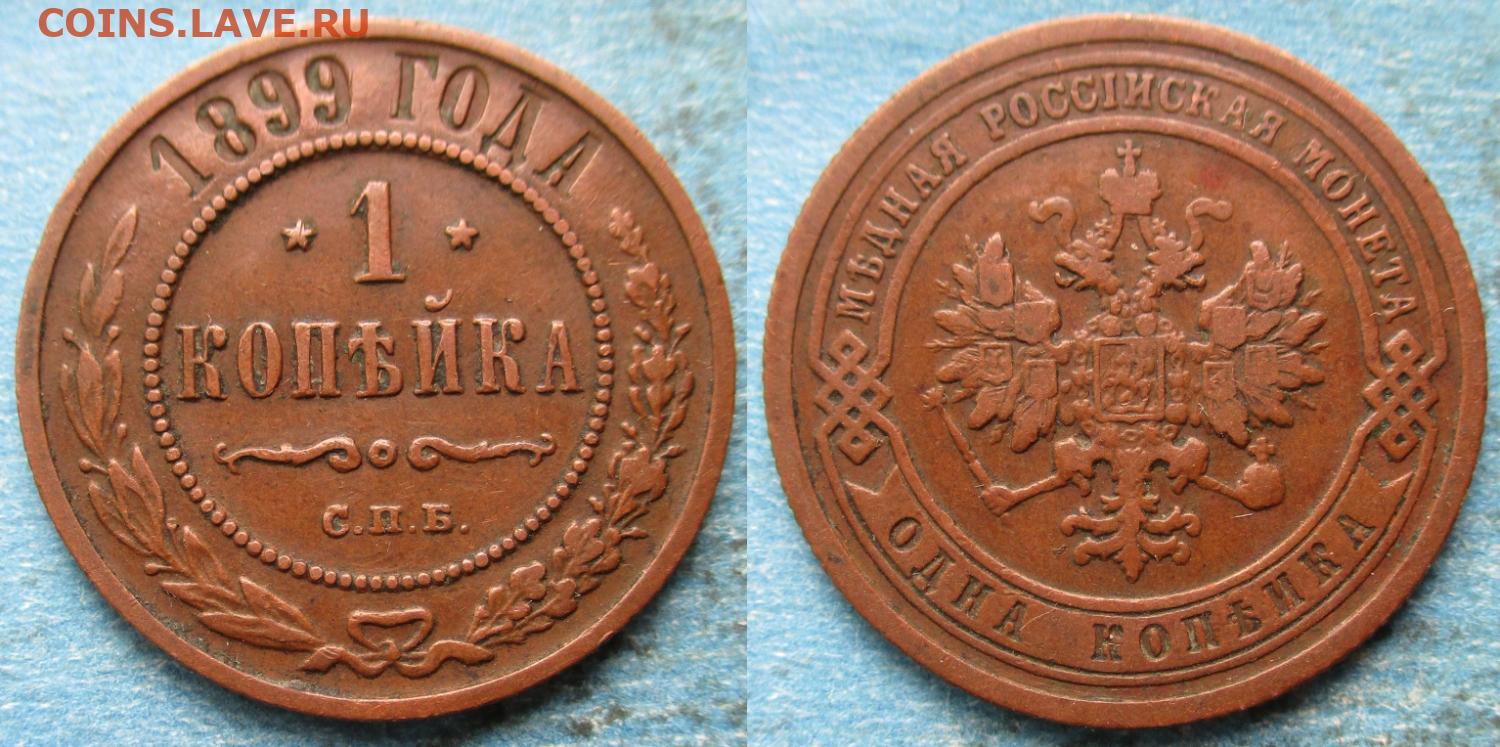 COINS.LAVE.RU
1899 ГОДА
1
КОПѢЙКА
С.П.Б.
МѢДНАЯ РОССІЙСКАЯ МОНЕТА
ОДНА КОПѢЙКА